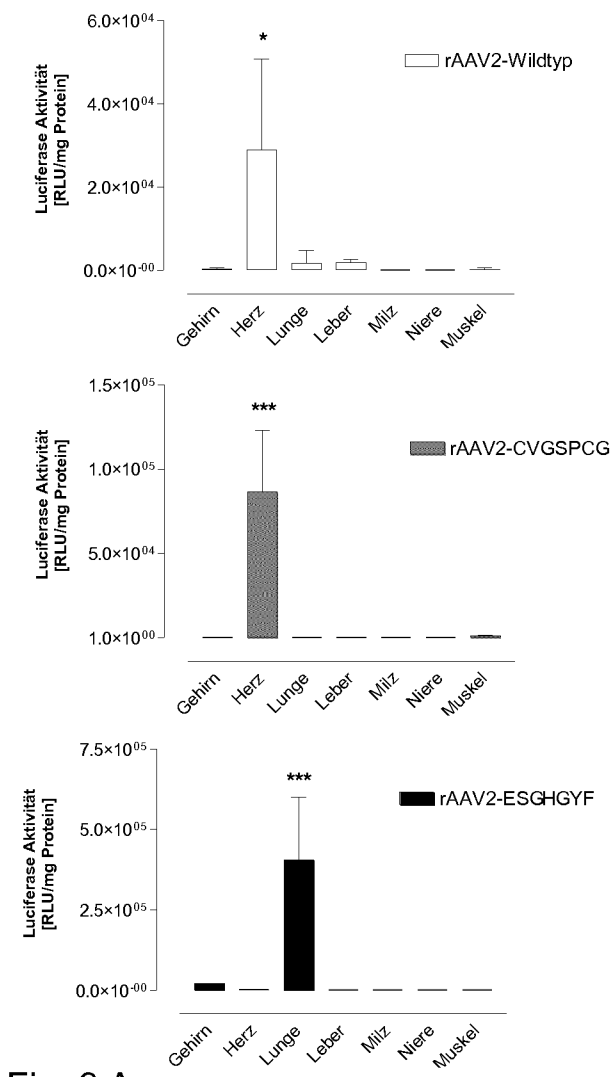 6.0×10⁰⁴
*
rAAV2-Wildtyp
4.0×10⁰⁴
Luciferase Aktivität
[RLU/mg Protein]
2.0×10⁰⁴
0.0×10⁻⁰⁰
Gehirn Herz Lunge Leber Milz Niere Muskel
1.5×10⁰⁵
***
rAAV2-CVGSPCG
1.0×10⁰⁵
Luciferase Aktivität
[RLU/mg Protein]
5.0×10⁰⁴
1.0×10⁰⁰
Gehirn Herz Lunge Leber Milz Niere Muskel
7.5×10⁰⁵
***
rAAV2-ESGHGYF
5.0×10⁰⁵
Luciferase Aktivität
[RLU/mg Protein]
2.5×10⁰⁵
0.0×10⁻⁰⁰
Gehirn Herz Lunge Leber Milz Niere Muskel